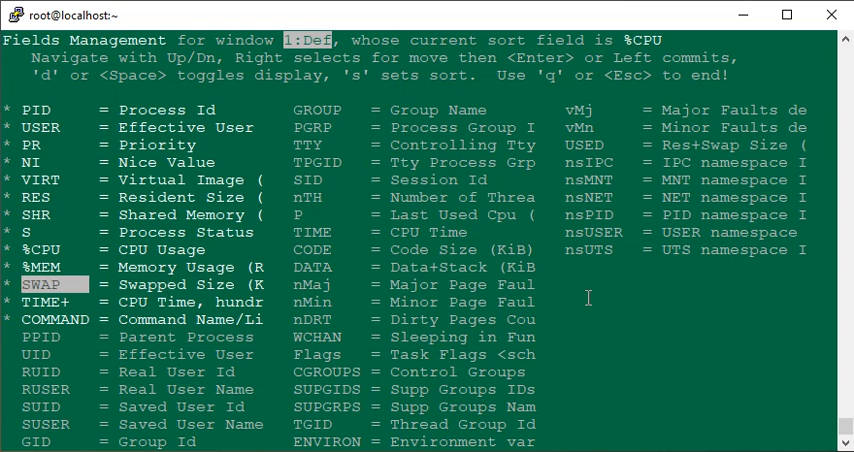 root@localhost:~
Fields Management for window 1:Def, whose current sort field is %CPU
Navigate with Up/Dn, Right selects for move then <Enter> or Left commits,
'd' or <Space> toggles display, 's' sets sort. Use 'q' or <Esc> to end!
* PID = Process Id GROUP = Group Name vMj = Major Faults de
* USER = Effective User PGRP = Process Group I vMn = Minor Faults de
* PR = Priority TTY = Controlling Tty USED = Res+Swap Size (
* NI = Nice Value TPGID = Tty Process Grp nsIPC = IPC namespace I
* VIRT = Virtual Image ( SID = Session Id nsMNT = MNT namespace I
* RES = Resident Size ( nTH = Number of Threa nsNET = NET namespace I
* SHR = Shared Memory ( P = Last Used Cpu ( nsPID = PID namespace I
* S = Process Status TIME = CPU Time nsUSER = USER namespace
* %CPU = CPU Usage CODE = Code Size (KiB) nsUTS = UTS namespace I
* %MEM = Memory Usage (R DATA = Data+Stack (KiB
* SWAP = Swapped Size (K nMaj = Major Page Faul
* TIME+ = CPU Time, hundr nMin = Minor Page Faul
* COMMAND = Command Name/Li nDRT = Dirty Pages Cou
PPID = Parent Process WCHAN = Sleeping in Fun
UID = Effective User Flags = Task Flags <sch
RUID = Real User Id CGROUPS = Control Groups
RUSER = Real User Name SUPGIDS = Supp Groups IDs
SUID = Saved User Id SUPGRPS = Supp Groups Nam
SUSER = Saved User Name TGID = Thread Group Id
GID = Group Id ENVIRON = Environment var